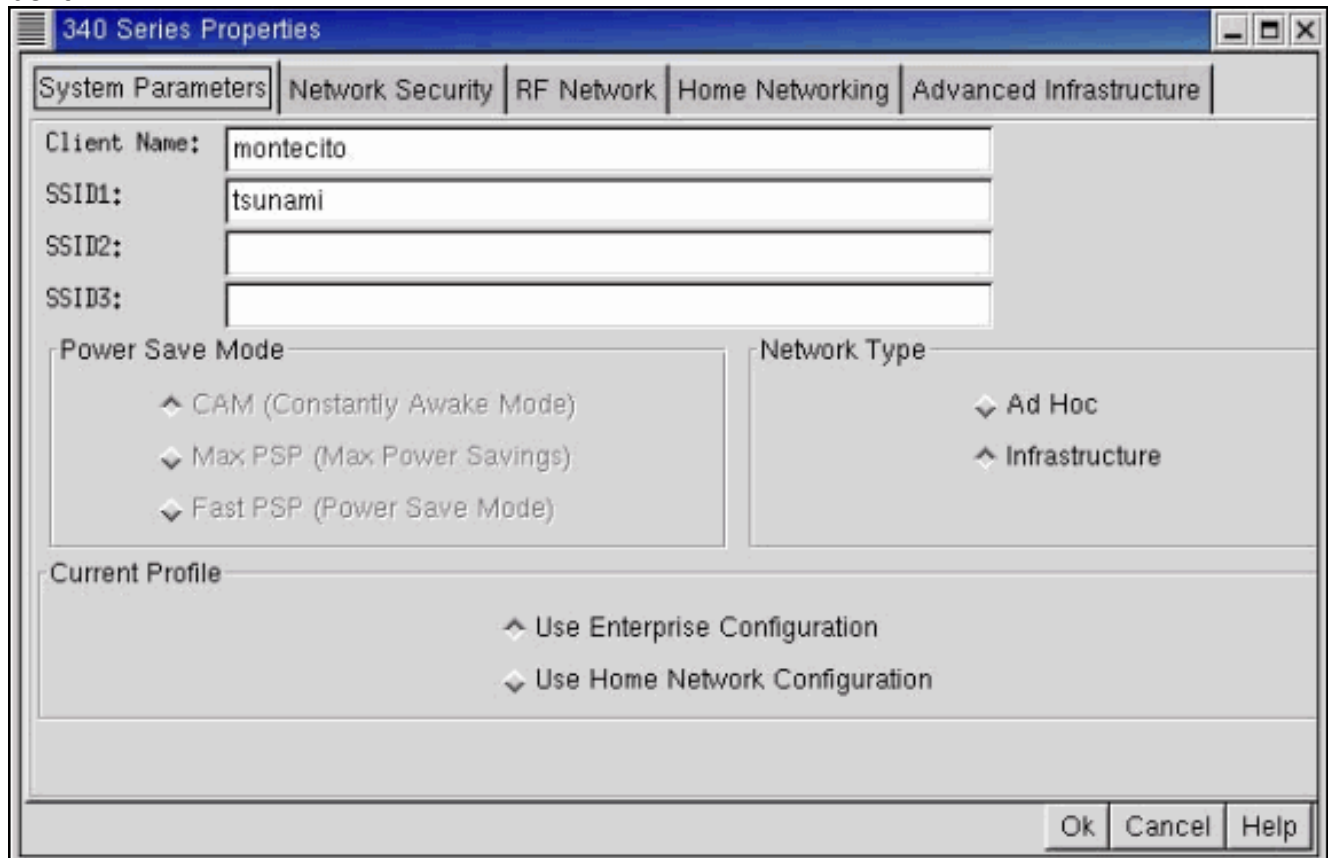 340 Series Properties
System Parameters Network Security RF Network Home Networking Advanced Infrastructure
Client Name: montecito
SSID1: tsunami
SSID2:
SSID3:
Power Save Mode
CAM (Constantly Awake Mode)
Max PSP (Max Power Savings)
Fast PSP (Power Save Mode)
Network Type
Ad Hoc
Infrastructure
Current Profile
Use Enterprise Configuration
Use Home Network Configuration
Ok Cancel Help